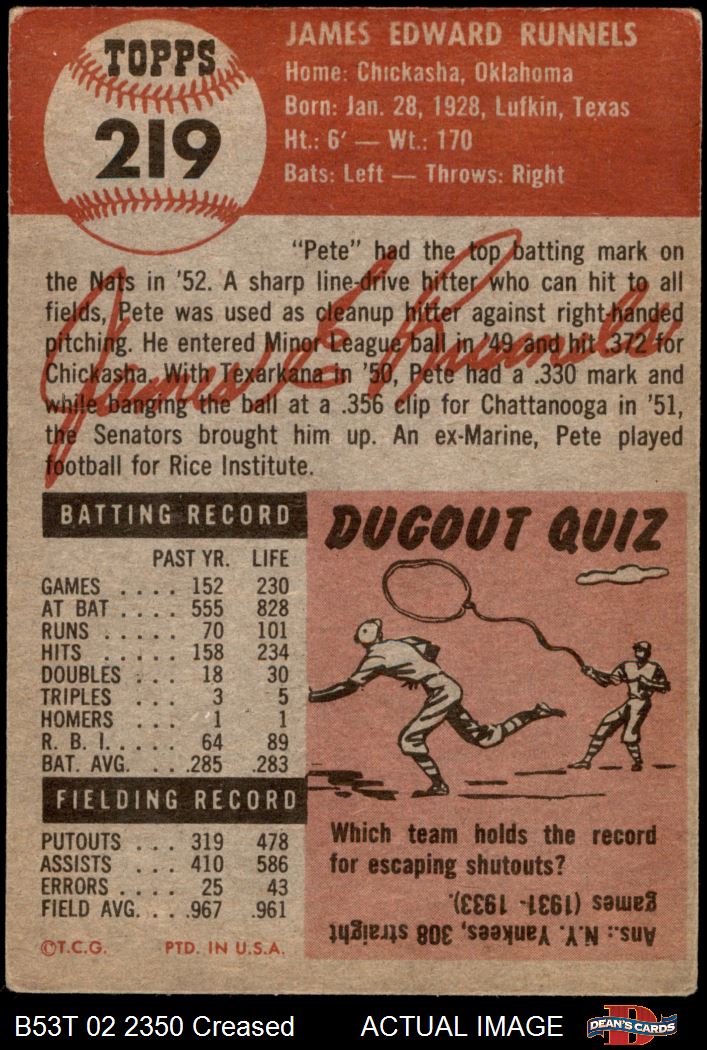 TOPPS
219
JAMES EDWARD RUNNELS
Home: Chickasha, Oklahoma
Born: Jan. 28, 1928, Lufkin, Texas
Ht.: 6' — Wt.: 170
Bats: Left — Throws: Right
"Pete" had the top batting mark on
the Nats in '52. A sharp line-drive hitter who can hit to all
fields, Pete was used as cleanup hitter against right-handed
pitching. He entered Minor League ball in '49 and hit .372 for
Chickasha. With Texarkana in '50, Pete had a .330 mark and
while banging the ball at a .356 clip for Chattanooga in '51,
the Senators brought him up. An ex-Marine, Pete played
football for Rice Institute.
James E Runnels
BATTING RECORD
PAST YR. LIFE
GAMES .... 152 230
AT BAT .... 555 828
RUNS ..... 70 101
HITS ..... 158 234
DOUBLES ... 18 30
TRIPLES ... 3 5
HOMERS ... 1 1
R. B. I. .... 64 89
BAT. AVG. ... .285 .283
FIELDING RECORD
PUTOUTS ... 319 478
ASSISTS ... 410 586
ERRORS .... 25 43
FIELD AVG. .. .967 .961
©T.C.G. PTD. IN U.S.A.
DUGOUT QUIZ
Which team holds the record
for escaping shutouts?
Ans.: N.Y. Yankees, 308 straight
games (1931-1933).
B53T 02 2350 Creased ACTUAL IMAGE
D
DEAN'S CARDS